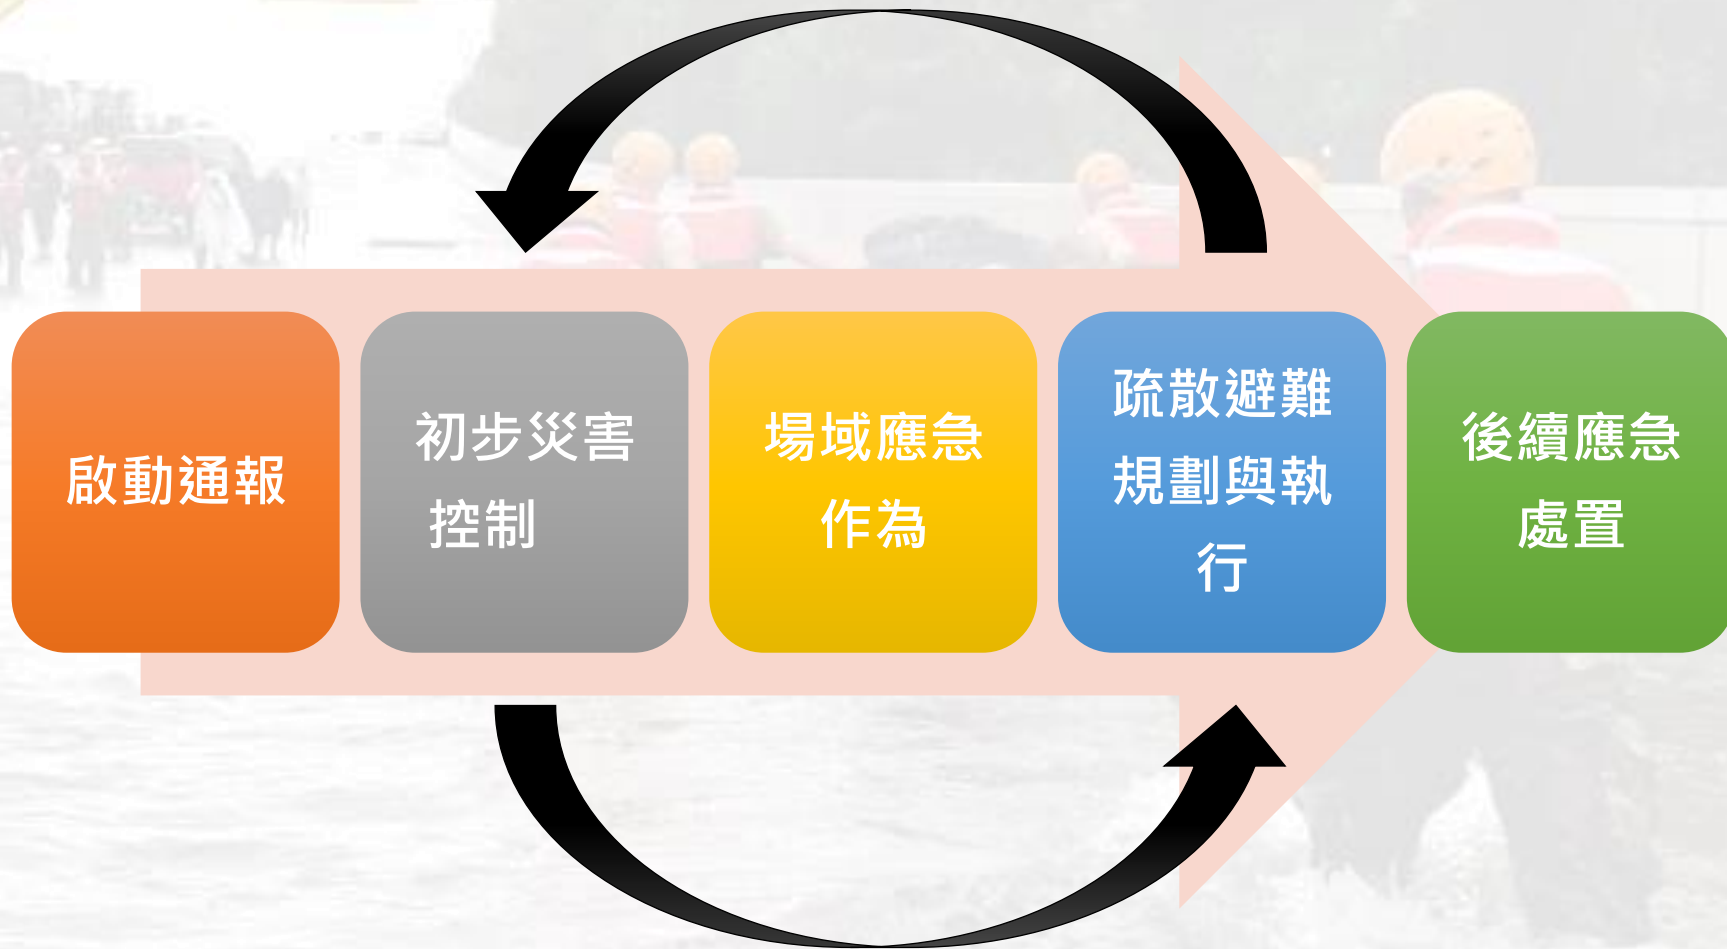 啟動通報
初步災害
控制
場域應急
作為
疏散避難
規劃與執
行
後續應急
處置